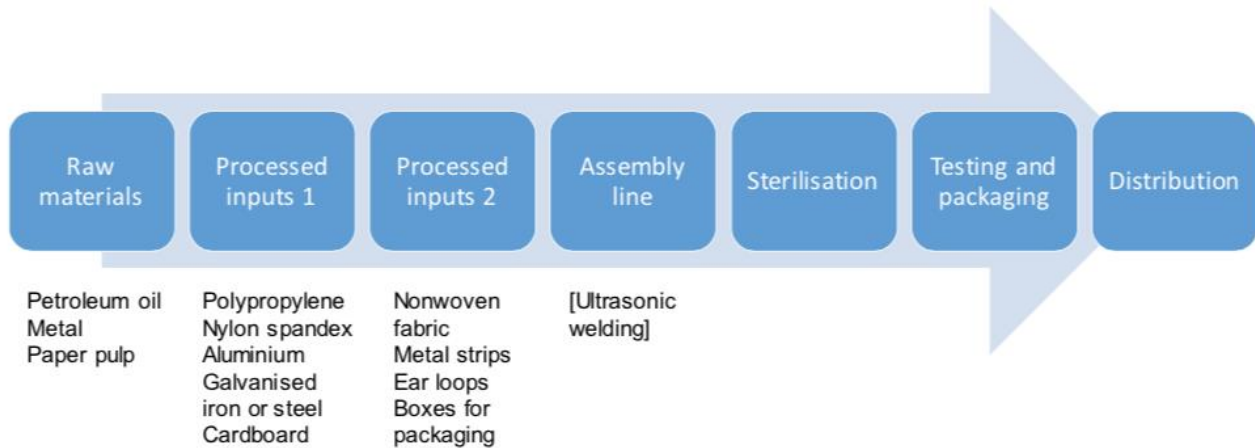 Raw
materials
Processed
inputs 1
Processed
inputs 2
Assembly
line
Sterilisation
Testing and
packaging
Distribution
Petroleum oil
Metal
Paper pulp
Polypropylene
Nylon spandex
Aluminium
Galvanised
iron or steel
Cardboard
Nonwoven
fabric
Metal strips
Ear loops
Boxes for
packaging
[Ultrasonic
welding]